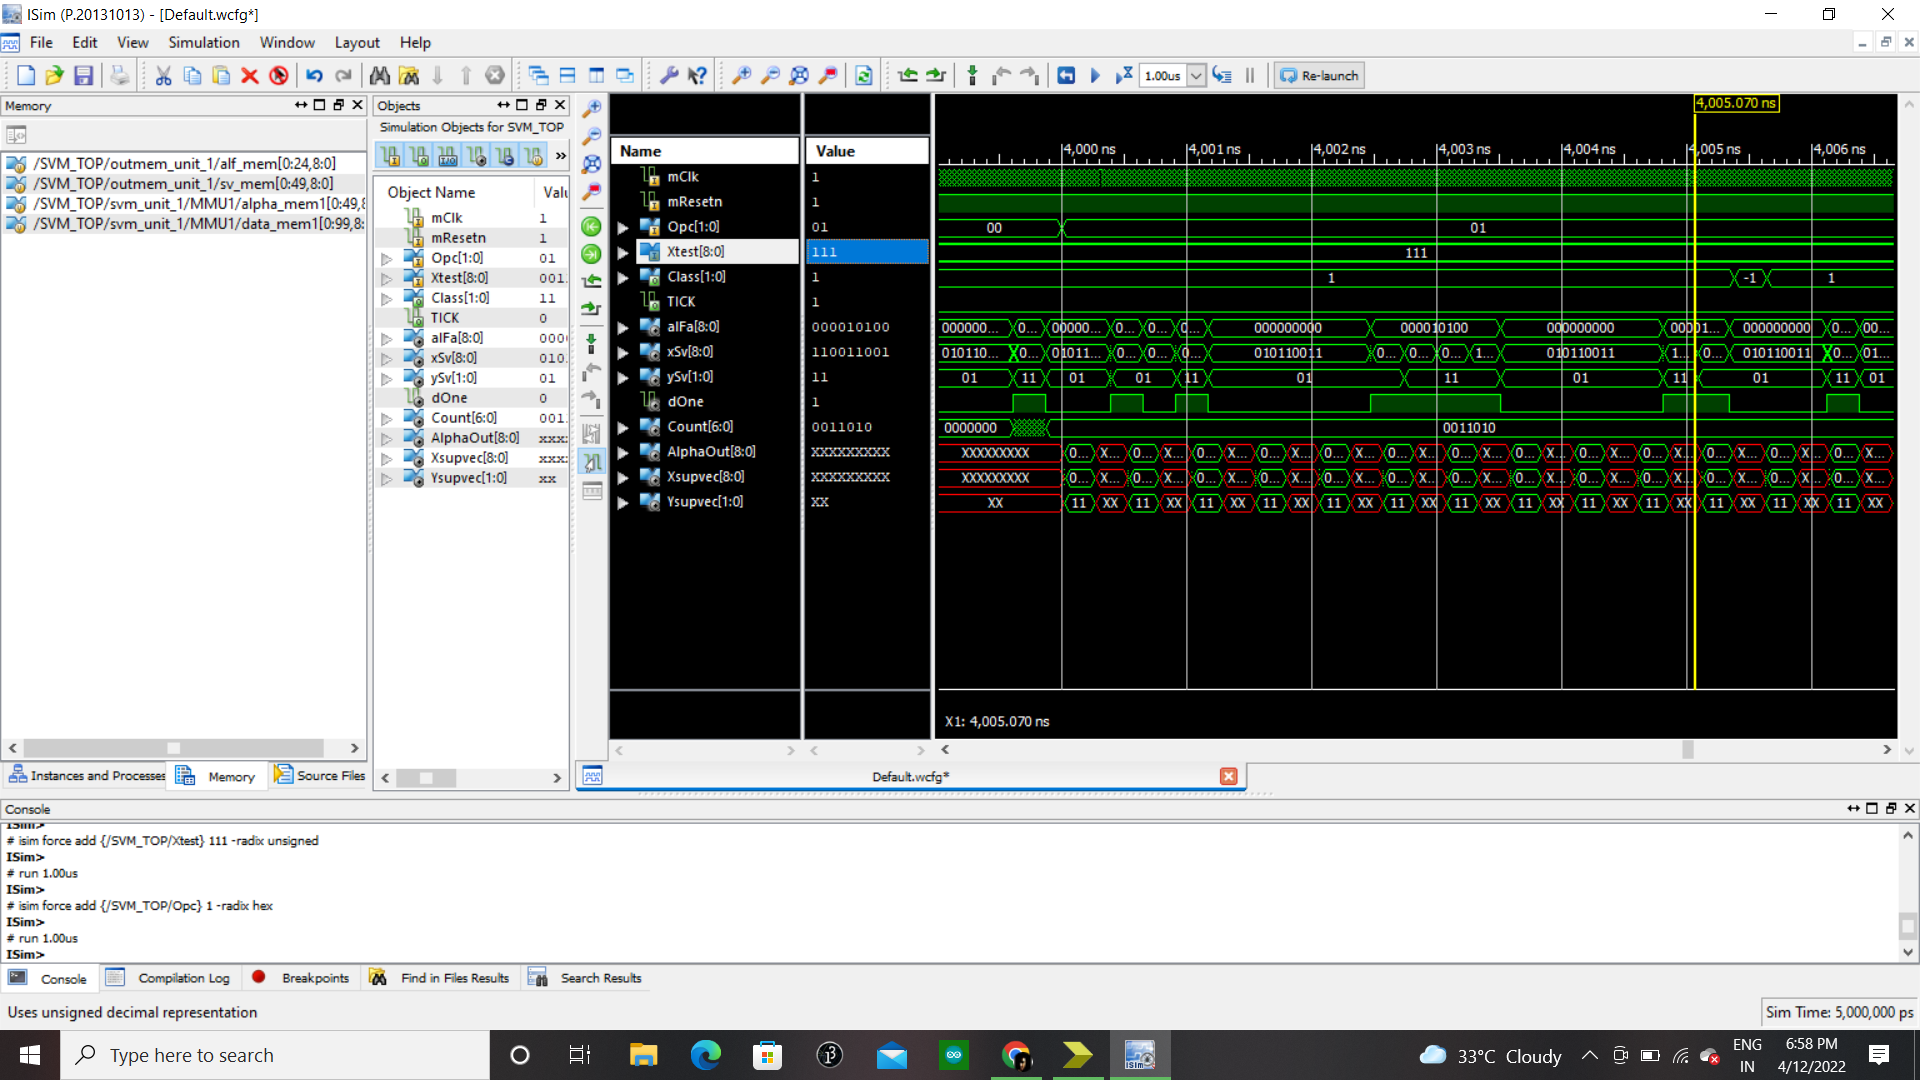 ISim (P.20131013) - [Default.wcfg*]
File Edit View Simulation Window Layout Help
1.00us Re-launch
Memory
/SVM_TOP/outmem_unit_1/alf_mem[0:24,8:0]
/SVM_TOP/outmem_unit_1/sv_mem[0:49,8:0]
/SVM_TOP/svm_unit_1/MMU1/alpha_mem1[0:49,8
/SVM_TOP/svm_unit_1/MMU1/data_mem1[0:99,8:
Instances and Processes Memory Source Files
Objects
Simulation Objects for SVM_TOP
»
Object Name Valu
mClk 1
mResetn 1
Opc[1:0] 01
Xtest[8:0] 001
Class[1:0] 11
TICK 0
alFa[8:0] 000
xSv[8:0] 010
ySv[1:0] 01
dOne 0
Count[6:0] 001
AlphaOut[8:0] xxx
Xsupvec[8:0] xxx
Ysupvec[1:0] xx
Name Value
mClk 1
mResetn 1
Opc[1:0] 01
Xtest[8:0] 111
Class[1:0] 1
TICK 1
alFa[8:0] 000010100
xSv[8:0] 110011001
ySv[1:0] 11
dOne 1
Count[6:0] 0011010
AlphaOut[8:0] XXXXXXXXX
Xsupvec[8:0] XXXXXXXXX
Ysupvec[1:0] XX
4,005.070 ns
4,000 ns 4,001 ns 4,002 ns 4,003 ns 4,004 ns 4,005 ns 4,006 ns
00 01
111
1 -1 1
000000... 0... 00000... 0... 0... 0... 000000000 000010100 000000000 00001... 000000000 0... 00...
010110... 0... 01011... 0... 0... 0... 010110011 0... 0... 0... 1... 010110011 1... 0... 010110011 0... 01...
01 11 01 01 11 01 11 01 11 01 11 01
0000000 0011010
XXXXXXXXX 0... X... 0... X... 0... X... 0... X... 0... X... 0... X... 0... X... 0... X... 0... X... 0... X... 0... X... 0... X... 0... X...
XXXXXXXXX 0... X... 0... X... 0... X... 0... X... 0... X... 0... X... 0... X... 0... X... 0... X... 0... X... 0... X... 0... X... 0... X...
XX 11 XX 11 XX 11 XX 11 XX 11 XX 11 XX 11 XX 11 XX 11 XX 11 XX 11 XX 11 XX 11 XX
X1: 4,005.070 ns
Default.wcfg*
Console
ISim>
# isim force add {/SVM_TOP/Xtest} 111 -radix unsigned
ISim>
# run 1.00us
ISim>
# isim force add {/SVM_TOP/Opc} 1 -radix hex
ISim>
# run 1.00us
ISim>
Console Compilation Log Breakpoints Find in Files Results Search Results
Uses unsigned decimal representation
Sim Time: 5,000,000 ps
Type here to search
33°C Cloudy
ENG
IN
6:58 PM
4/12/2022